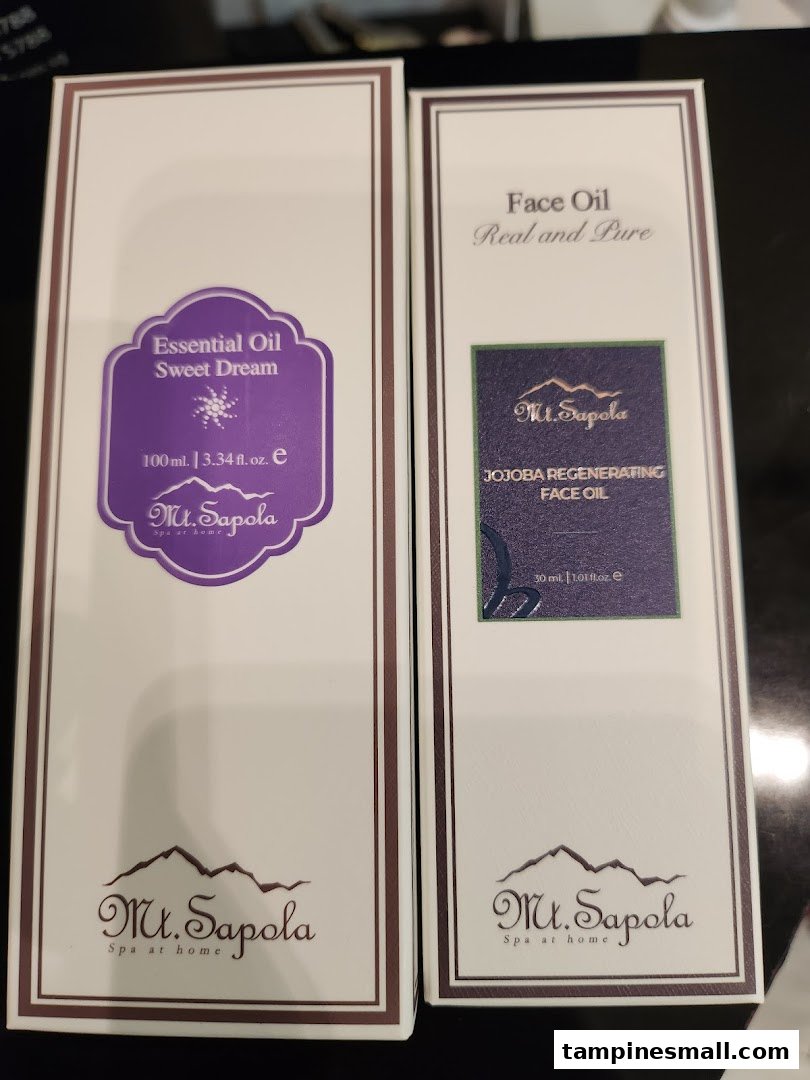 Essential Oil
Sweet Dream
100 ml. | 3.34 fl. oz. e
Mt. Sapola
Spa at home
Mt. Sapola
Spa at home
Face Oil
Real and Pure
Mt. Sapola
JOJOBA REGENERATING
FACE OIL
30 ml. | 1.01 fl.oz. e
Mt. Sapola
Spa at home
tampinesmall.com